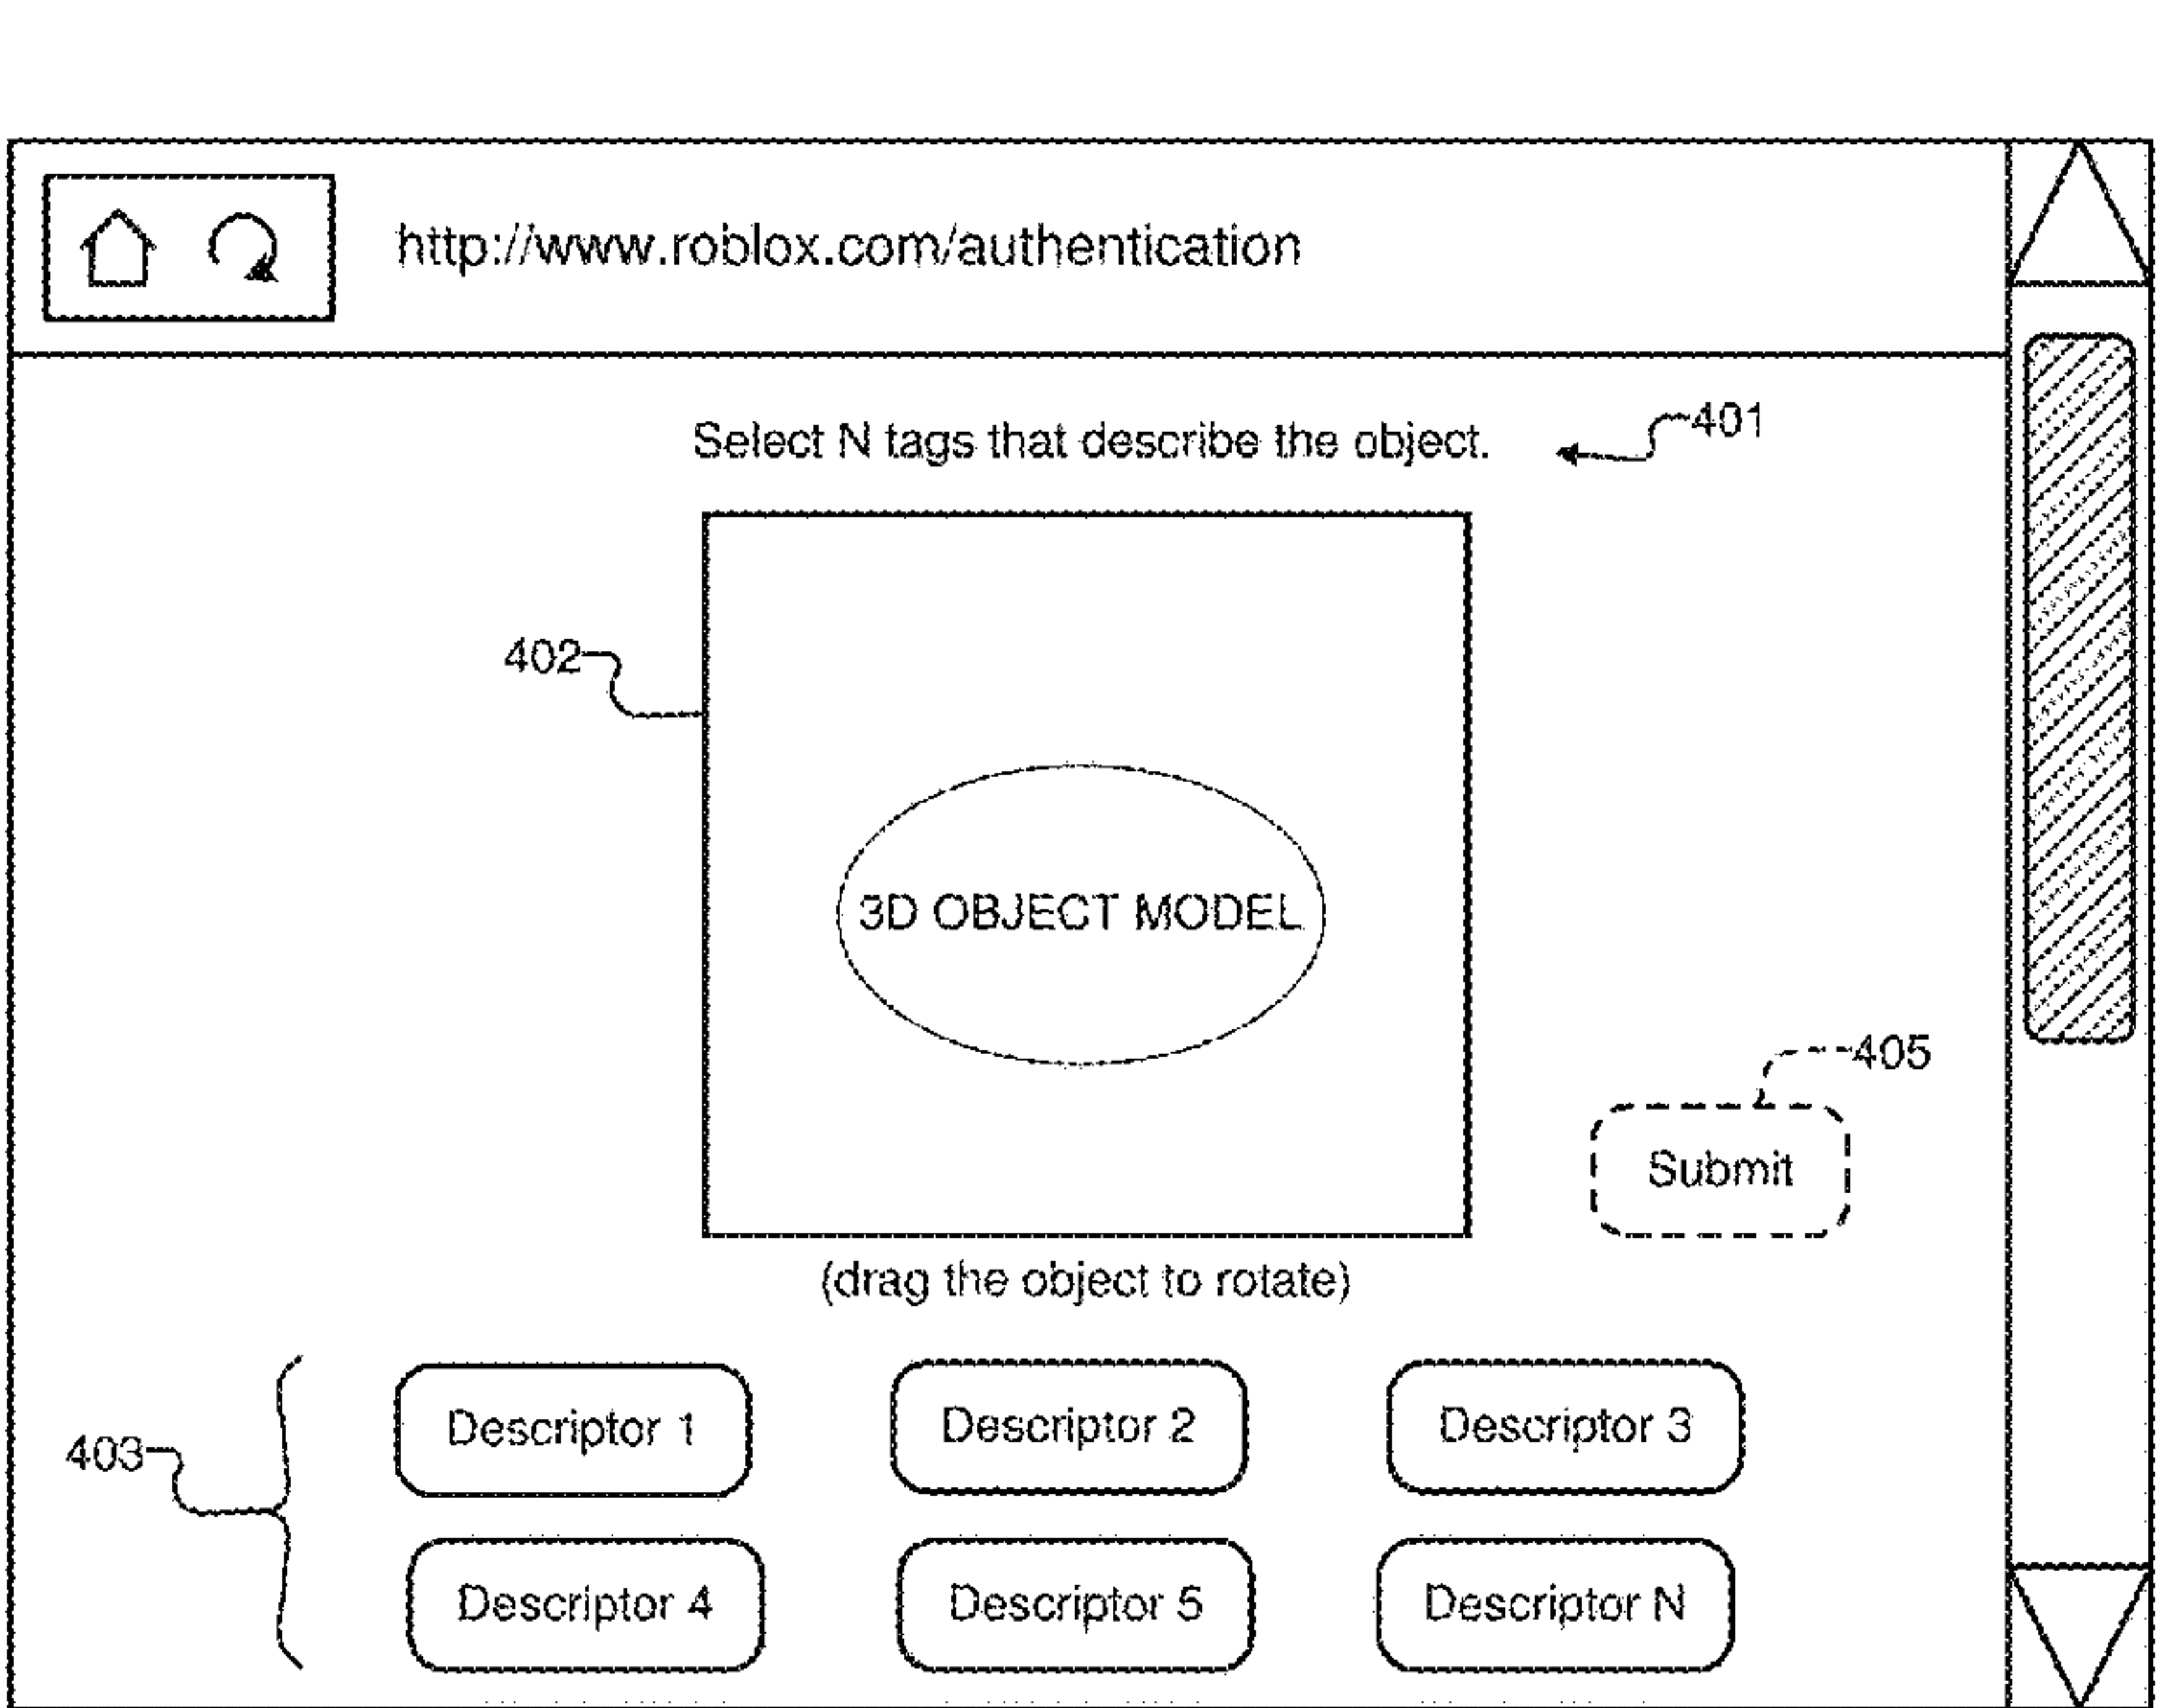 http://www.roblox.com/authentication
Select N tags that describe the object.
401
402
3D OBJECT MODEL
405
Submit
(drag the object to rotate)
403
Descriptor 1
Descriptor 2
Descriptor 3
Descriptor 4
Descriptor 5
Descriptor N